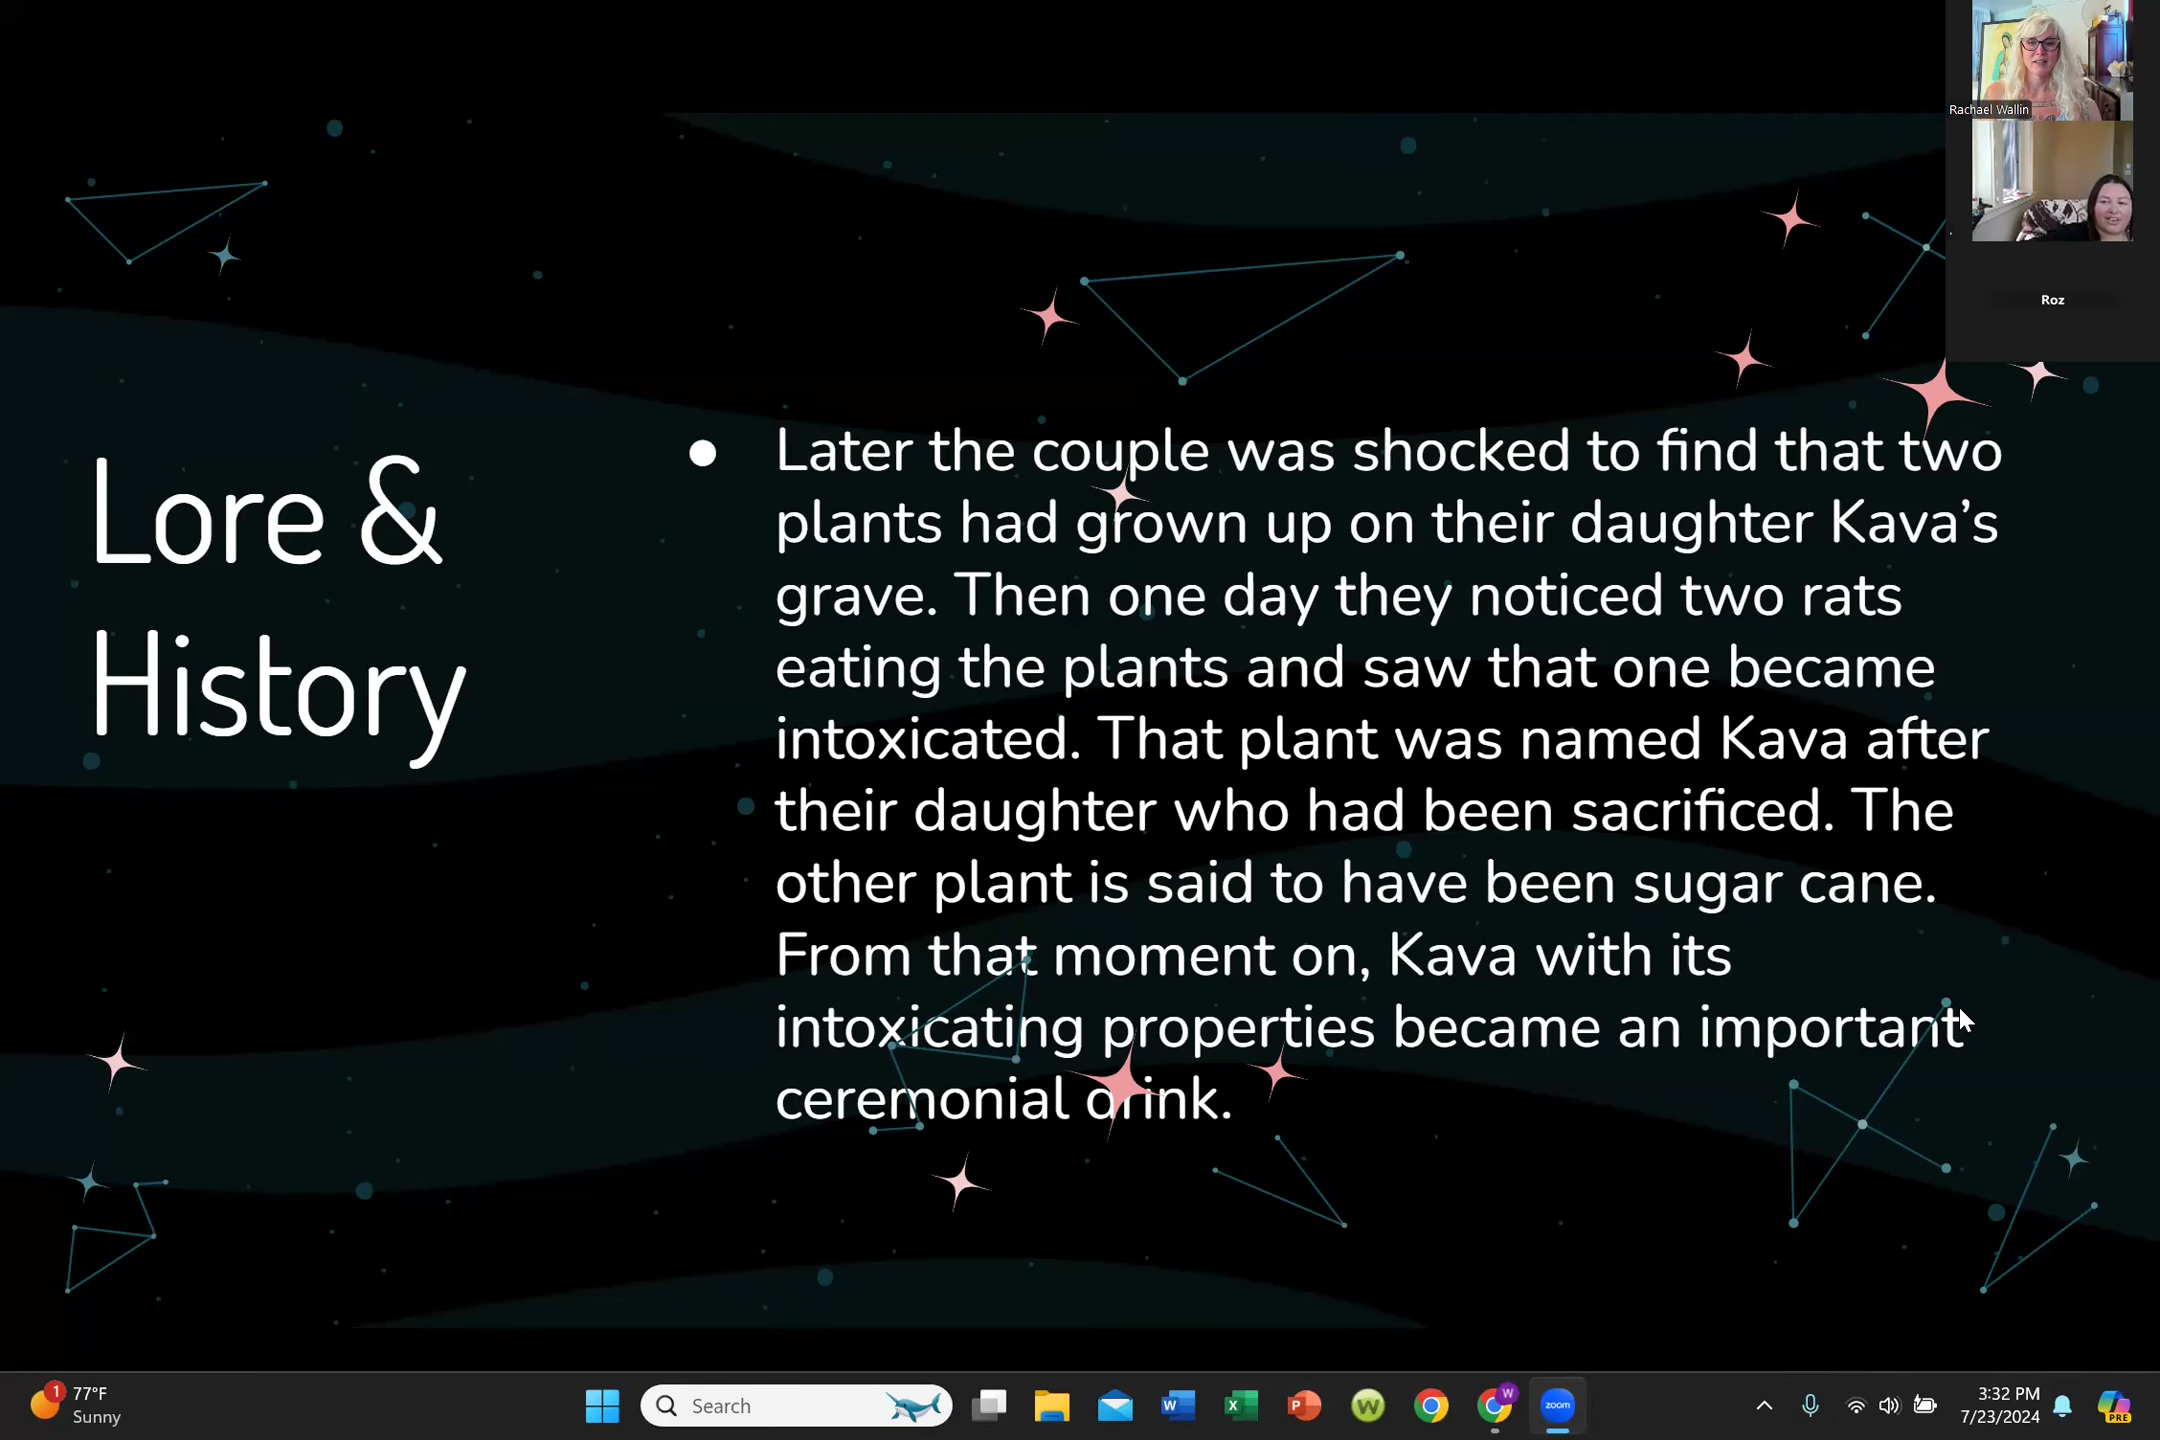 Rachael Wallin
Roz
Lore &
History
● Later the couple was shocked to find that two
plants had grown up on their daughter Kava’s
grave. Then one day they noticed two rats
eating the plants and saw that one became
intoxicated. That plant was named Kava after
their daughter who had been sacrificed. The
other plant is said to have been sugar cane.
From that moment on, Kava with its
intoxicating properties became an important
ceremonial drink.
1
77°F
Sunny
Search
W
X
P
W
W
zoom
3:32 PM
7/23/2024
PRE